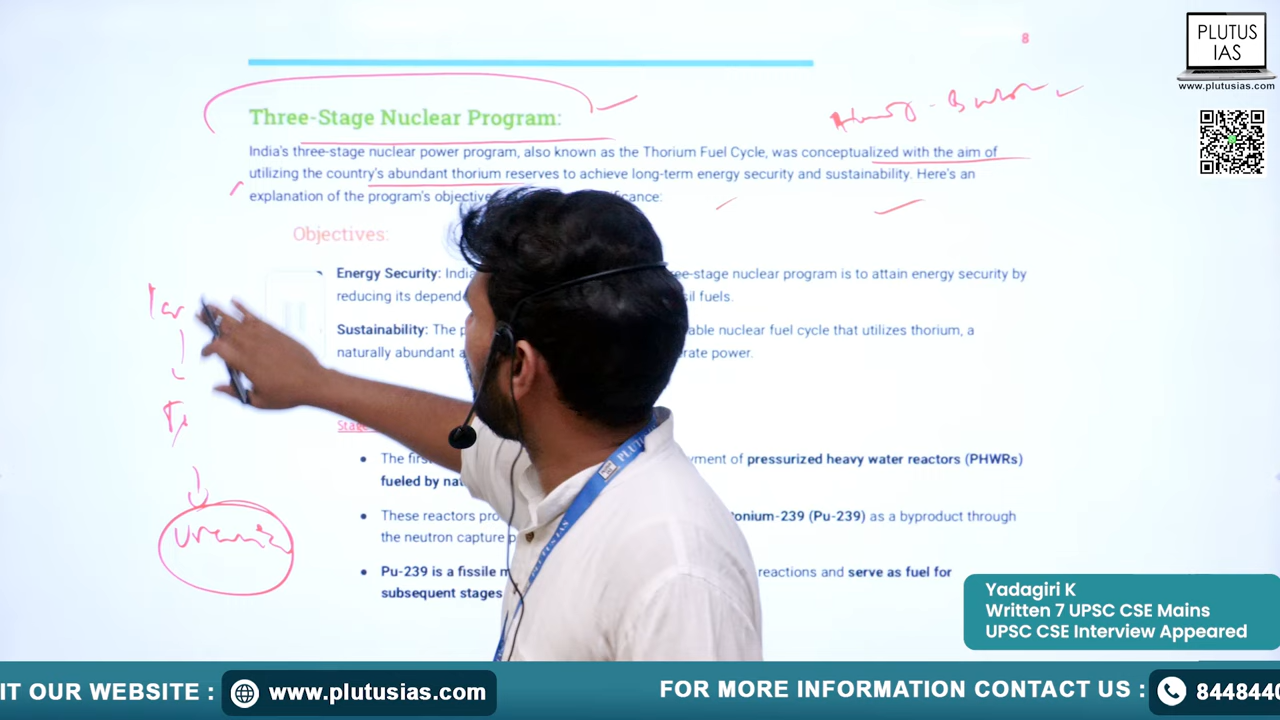 8
PLUTUS
IAS
www.plutusias.com
Three-Stage Nuclear Program:
India's three-stage nuclear power program, also known as the Thorium Fuel Cycle, was conceptualized with the aim of
utilizing the country's abundant thorium reserves to achieve long-term energy security and sustainability. Here's an
explanation of the program's
Objectives:
Energy Security: India ee-stage nuclear program is to attain energy security by
reducing its sil fuels.
Sustainability: The able nuclear fuel cycle that utilizes thorium, a
naturally abundant rate power.
The yment of pressurized heavy water reactors (PHWRs)
fueled by
These reactors tonium-239 (Pu-239) as a byproduct through
the neutron capture
Pu-239 is a fissile reactions and serve as fuel for
subsequent stages
PLUTUS IAS
Yadagiri K
Written 7 UPSC CSE Mains
UPSC CSE Interview Appeared
IT OUR WEBSITE : www.plutusias.com
FOR MORE INFORMATION CONTACT US : 8448440